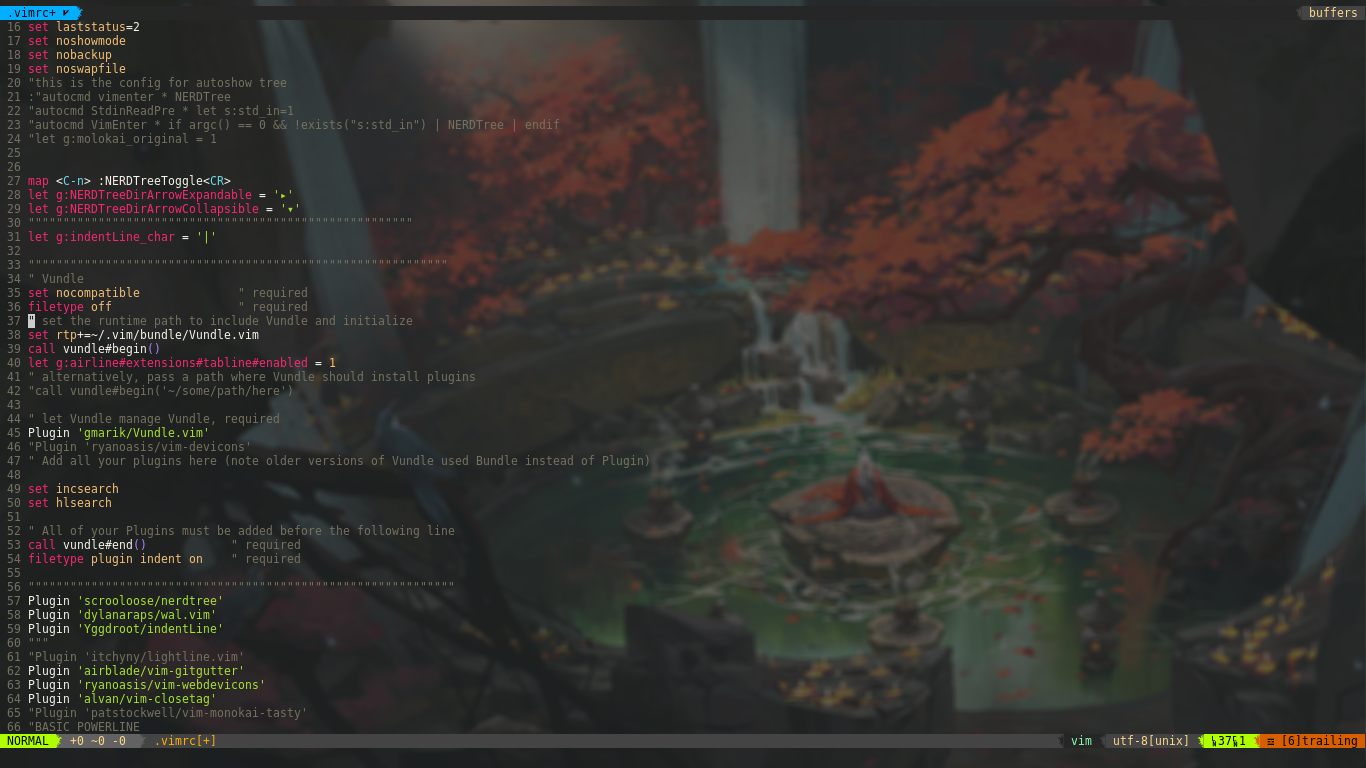 .vimrc+ buffers
16 set laststatus=2
17 set noshowmode
18 set nobackup
19 set noswapfile
20 "this is the config for autoshow tree
21 :"autocmd vimenter * NERDTree
22 "autocmd StdinReadPre * let s:std_in=1
23 "autocmd VimEnter * if argc() == 0 && !exists("s:std_in") | NERDTree | endif
24 "let g:molokai_original = 1
25
26
27 map <C-n> :NERDTreeToggle<CR>
28 let g:NERDTreeDirArrowExpandable = '▸'
29 let g:NERDTreeDirArrowCollapsible = '▾'
30 """""""""""""""""""""""""""""""""""""""""""""""""""""""
31 let g:indentLine_char = '|'
32
33 """"""""""""""""""""""""""""""""""""""""""""""""""""""""""""
34 " Vundle
35 set nocompatible              " required
36 filetype off                  " required
37 " set the runtime path to include Vundle and initialize
38 set rtp+=~/.vim/bundle/Vundle.vim
39 call vundle#begin()
40 let g:airline#extensions#tabline#enabled = 1
41 " alternatively, pass a path where Vundle should install plugins
42 "call vundle#begin('~/some/path/here')
43
44 " let Vundle manage Vundle, required
45 Plugin 'gmarik/Vundle.vim'
46 "Plugin 'ryanoasis/vim-devicons'
47 " Add all your plugins here (note older versions of Vundle used Bundle instead of Plugin)
48
49 set incsearch
50 set hlsearch
51
52 " All of your Plugins must be added before the following line
53 call vundle#end()            " required
54 filetype plugin indent on    " required
55
56 """""""""""""""""""""""""""""""""""""""""""""""""""""""""""""
57 Plugin 'scrooloose/nerdtree'
58 Plugin 'dylanaraps/wal.vim'
59 Plugin 'Yggdroot/indentLine'
60 """
61 "Plugin 'itchyny/lightline.vim'
62 Plugin 'airblade/vim-gitgutter'
63 Plugin 'ryanoasis/vim-webdevicons'
64 Plugin 'alvan/vim-closetag'
65 "Plugin 'patstockwell/vim-monokai-tasty'
66 "BASIC POWERLINE
NORMAL +0 ~0 -0 .vimrc[+] vim utf-8[unix] 37 1 [6]trailing